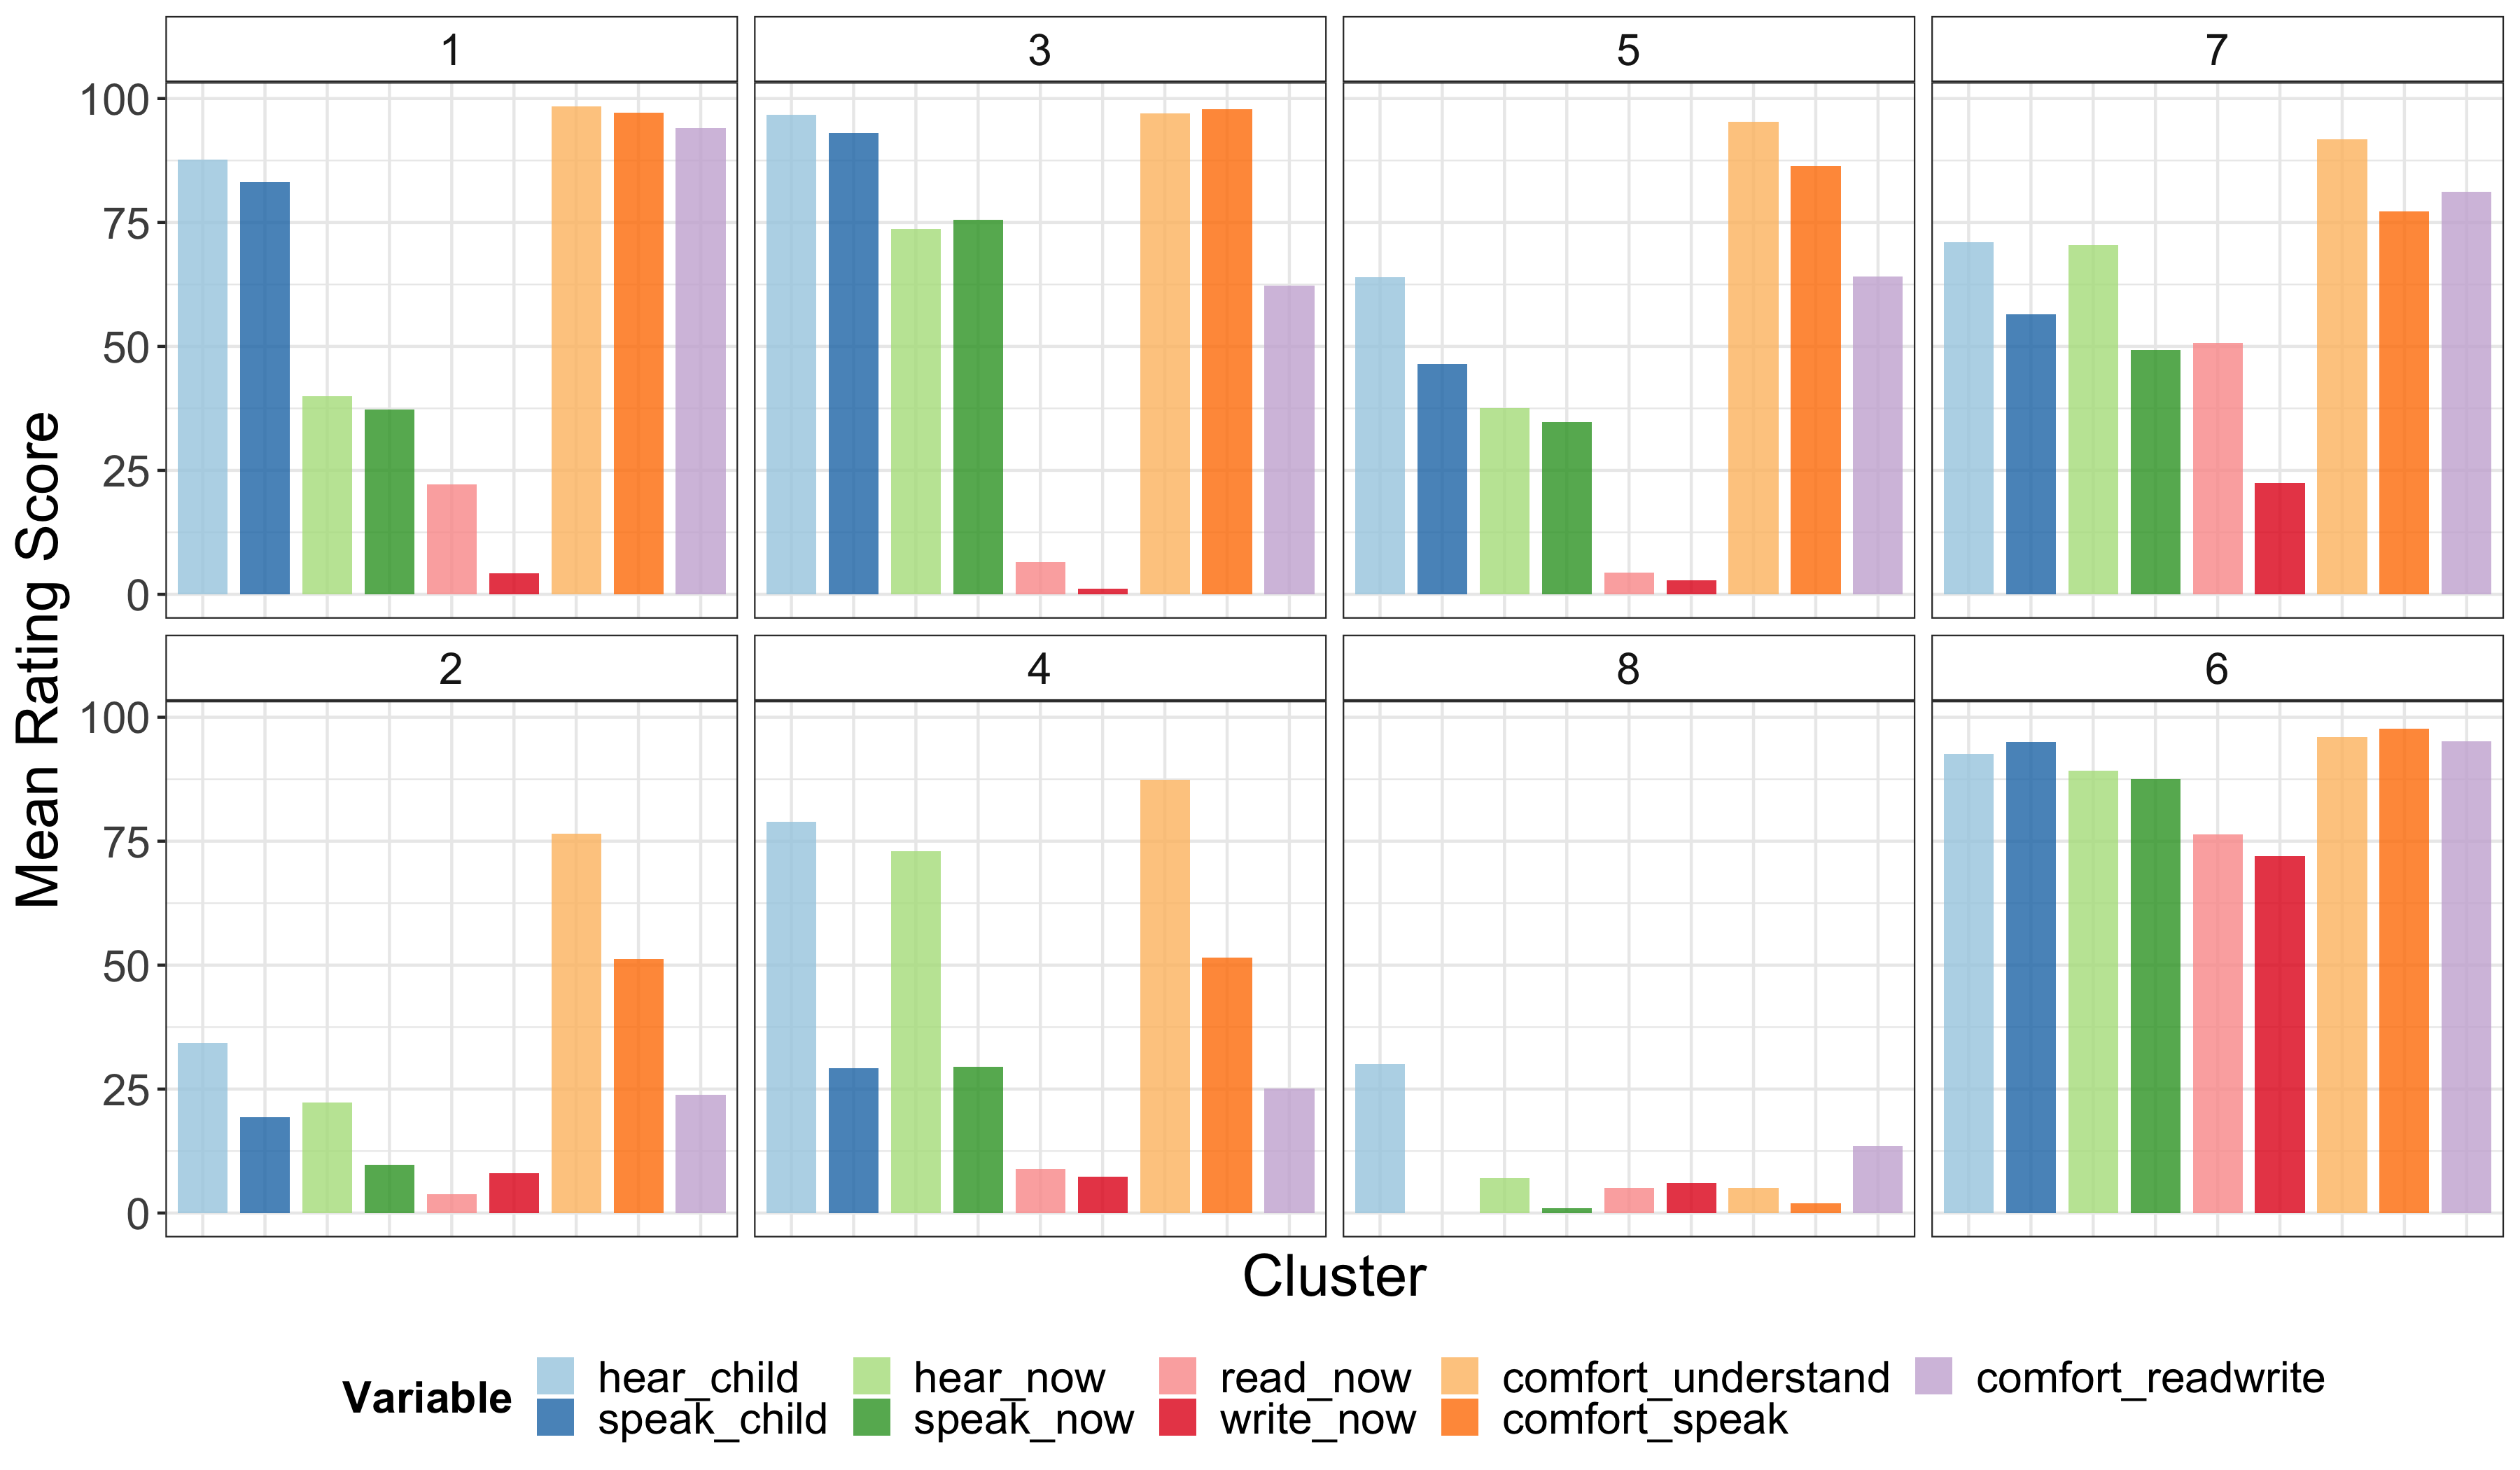 1 3 5 7
100
75
50
25
0
Mean Rating Score
2 4 8 6
100
75
50
25
0
Cluster
Variable
hear_child hear_now read_now comfort_understand comfort_readwrite
speak_child speak_now write_now comfort_speak